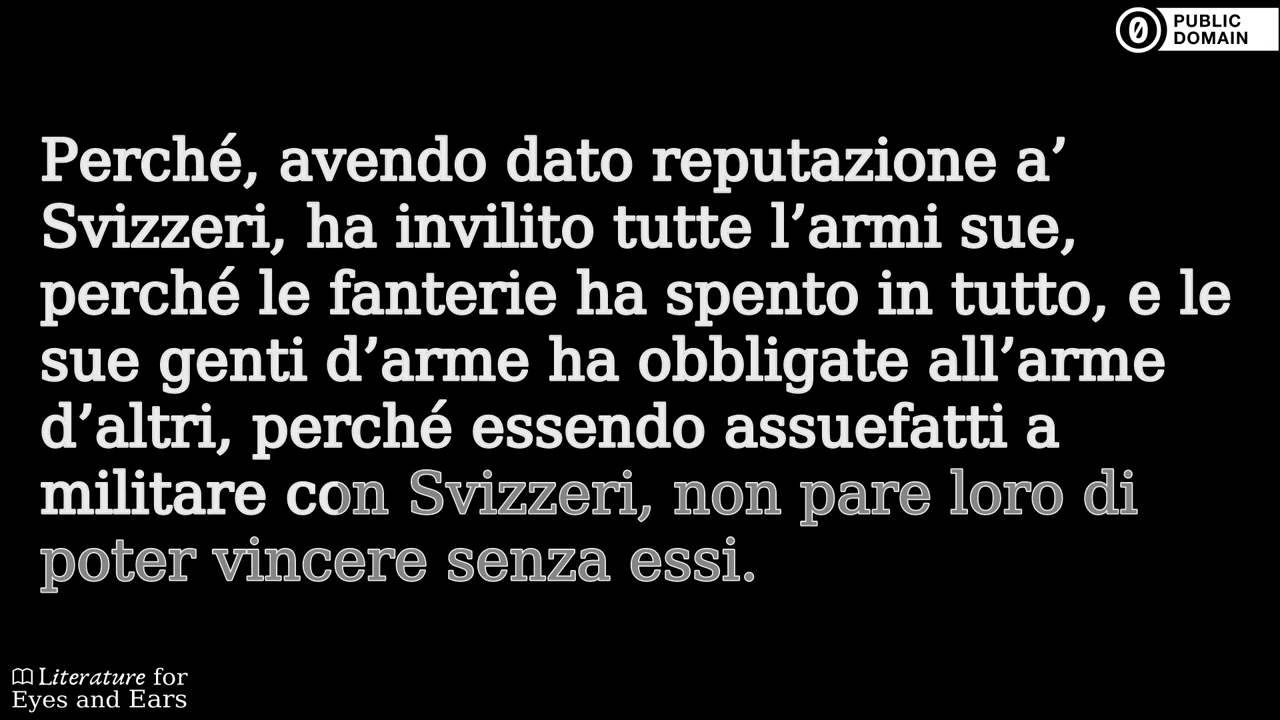 PUBLIC
DOMAIN
Perché, avendo dato reputazione a’
Svizzeri, ha invilito tutte l’armi sue,
perché le fanterie ha spento in tutto, e le
sue genti d’arme ha obbligate all’arme
d’altri, perché essendo assuefatti a
militare con Svizzeri, non pare loro di
poter vincere senza essi.
Literature for
Eyes and Ears